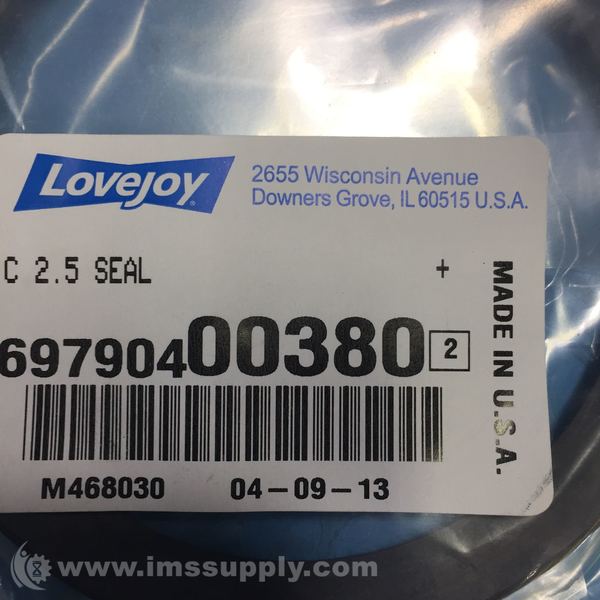 Lovejoy
2655 Wisconsin Avenue
Downers Grove, IL 60515 U.S.A.
C 2.5 SEAL +
69790400380 2
MADE IN U.S.A.
M468030 04-09-13
www.imssupply.com